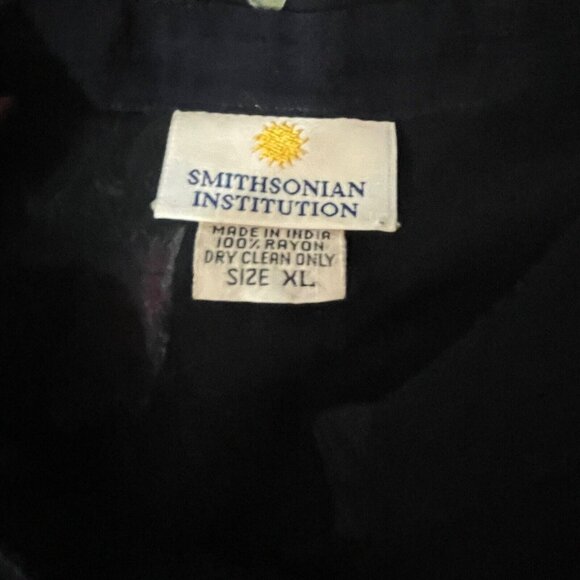 SMITHSONIAN
INSTITUTION
MADE IN INDIA
100% RAYON
DRY CLEAN ONLY
SIZE XL